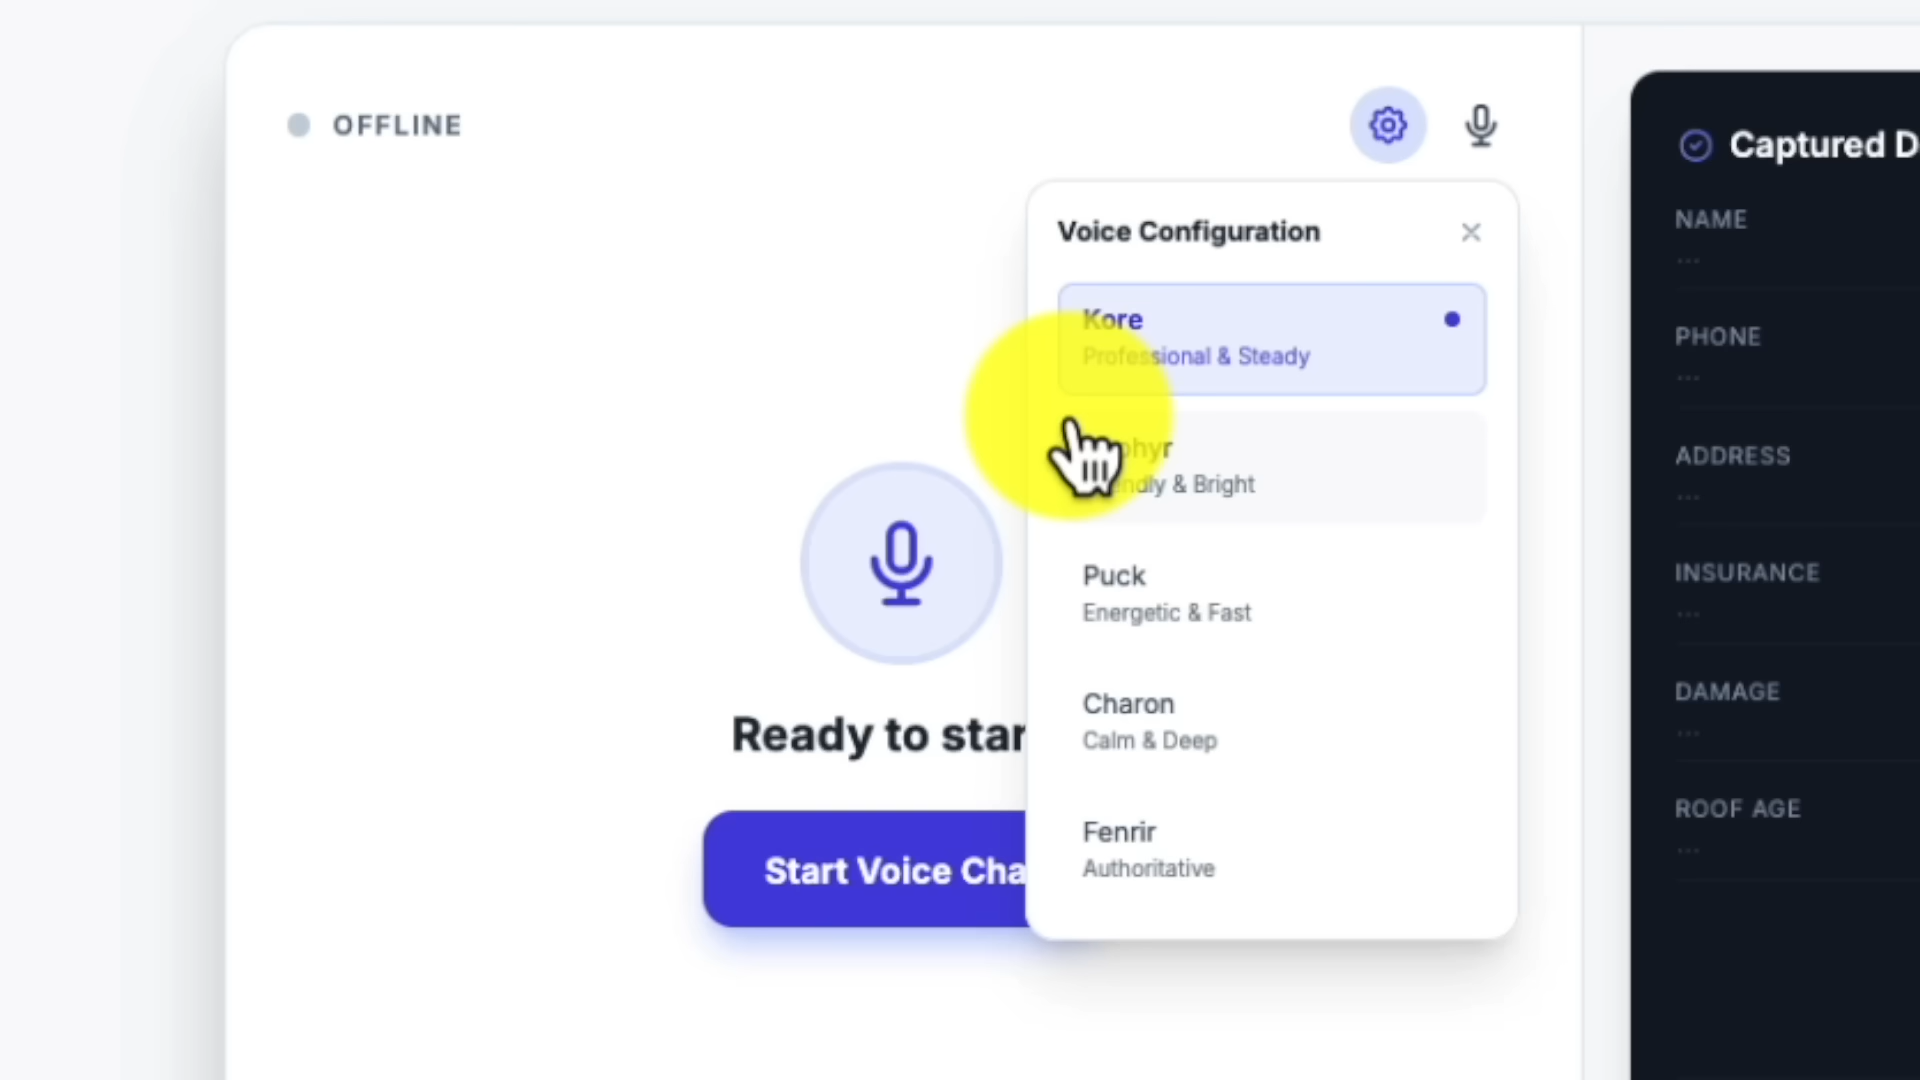 OFFLINE
Voice Configuration
Kore
Professional & Steady
& Bright
Puck
Energetic & Fast
Charon
Calm & Deep
Fenrir
Authoritative
Ready to star
Start Voice Cha
Captured D
NAME
...
PHONE
...
ADDRESS
...
INSURANCE
...
DAMAGE
...
ROOF AGE
...